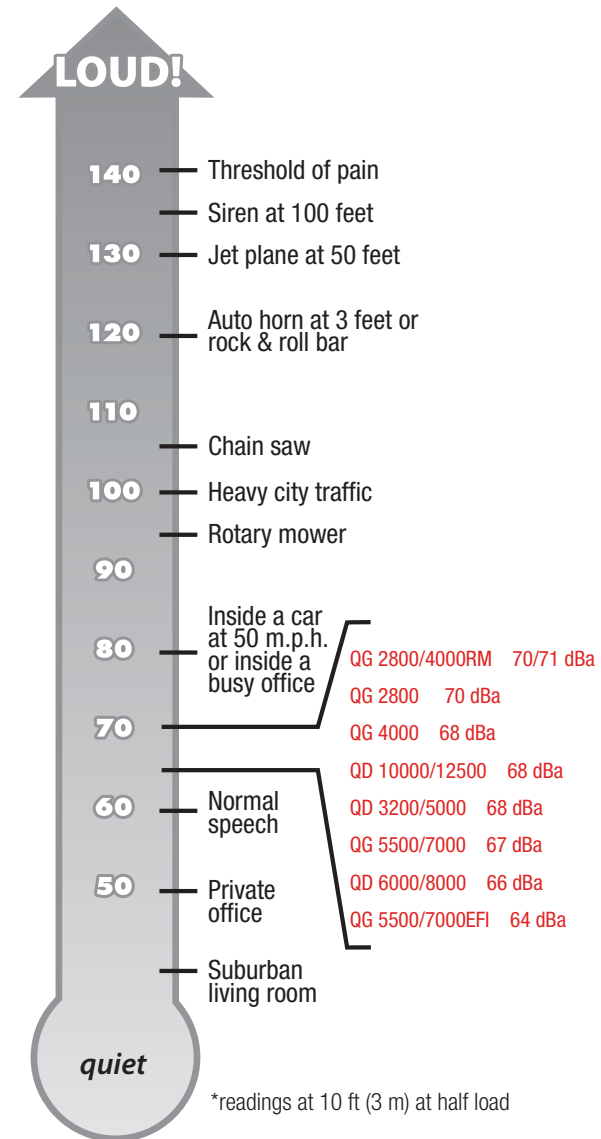 LOUD!
140
Threshold of pain
Siren at 100 feet
130
Jet plane at 50 feet
120
Auto horn at 3 feet or
rock & roll bar
110
Chain saw
100
Heavy city traffic
Rotary mower
90
Inside a car
at 50 m.p.h.
or inside a
busy office
80
70
QG 2800/4000RM 70/71 dBa
QG 2800 70 dBa
QG 4000 68 dBa
QD 10000/12500 68 dBa
QD 3200/5000 68 dBa
QG 5500/7000 67 dBa
QD 6000/8000 66 dBa
QG 5500/7000EFI 64 dBa
60
Normal
speech
50
Private
office
Suburban
living room
quiet
*readings at 10 ft (3 m) at half load